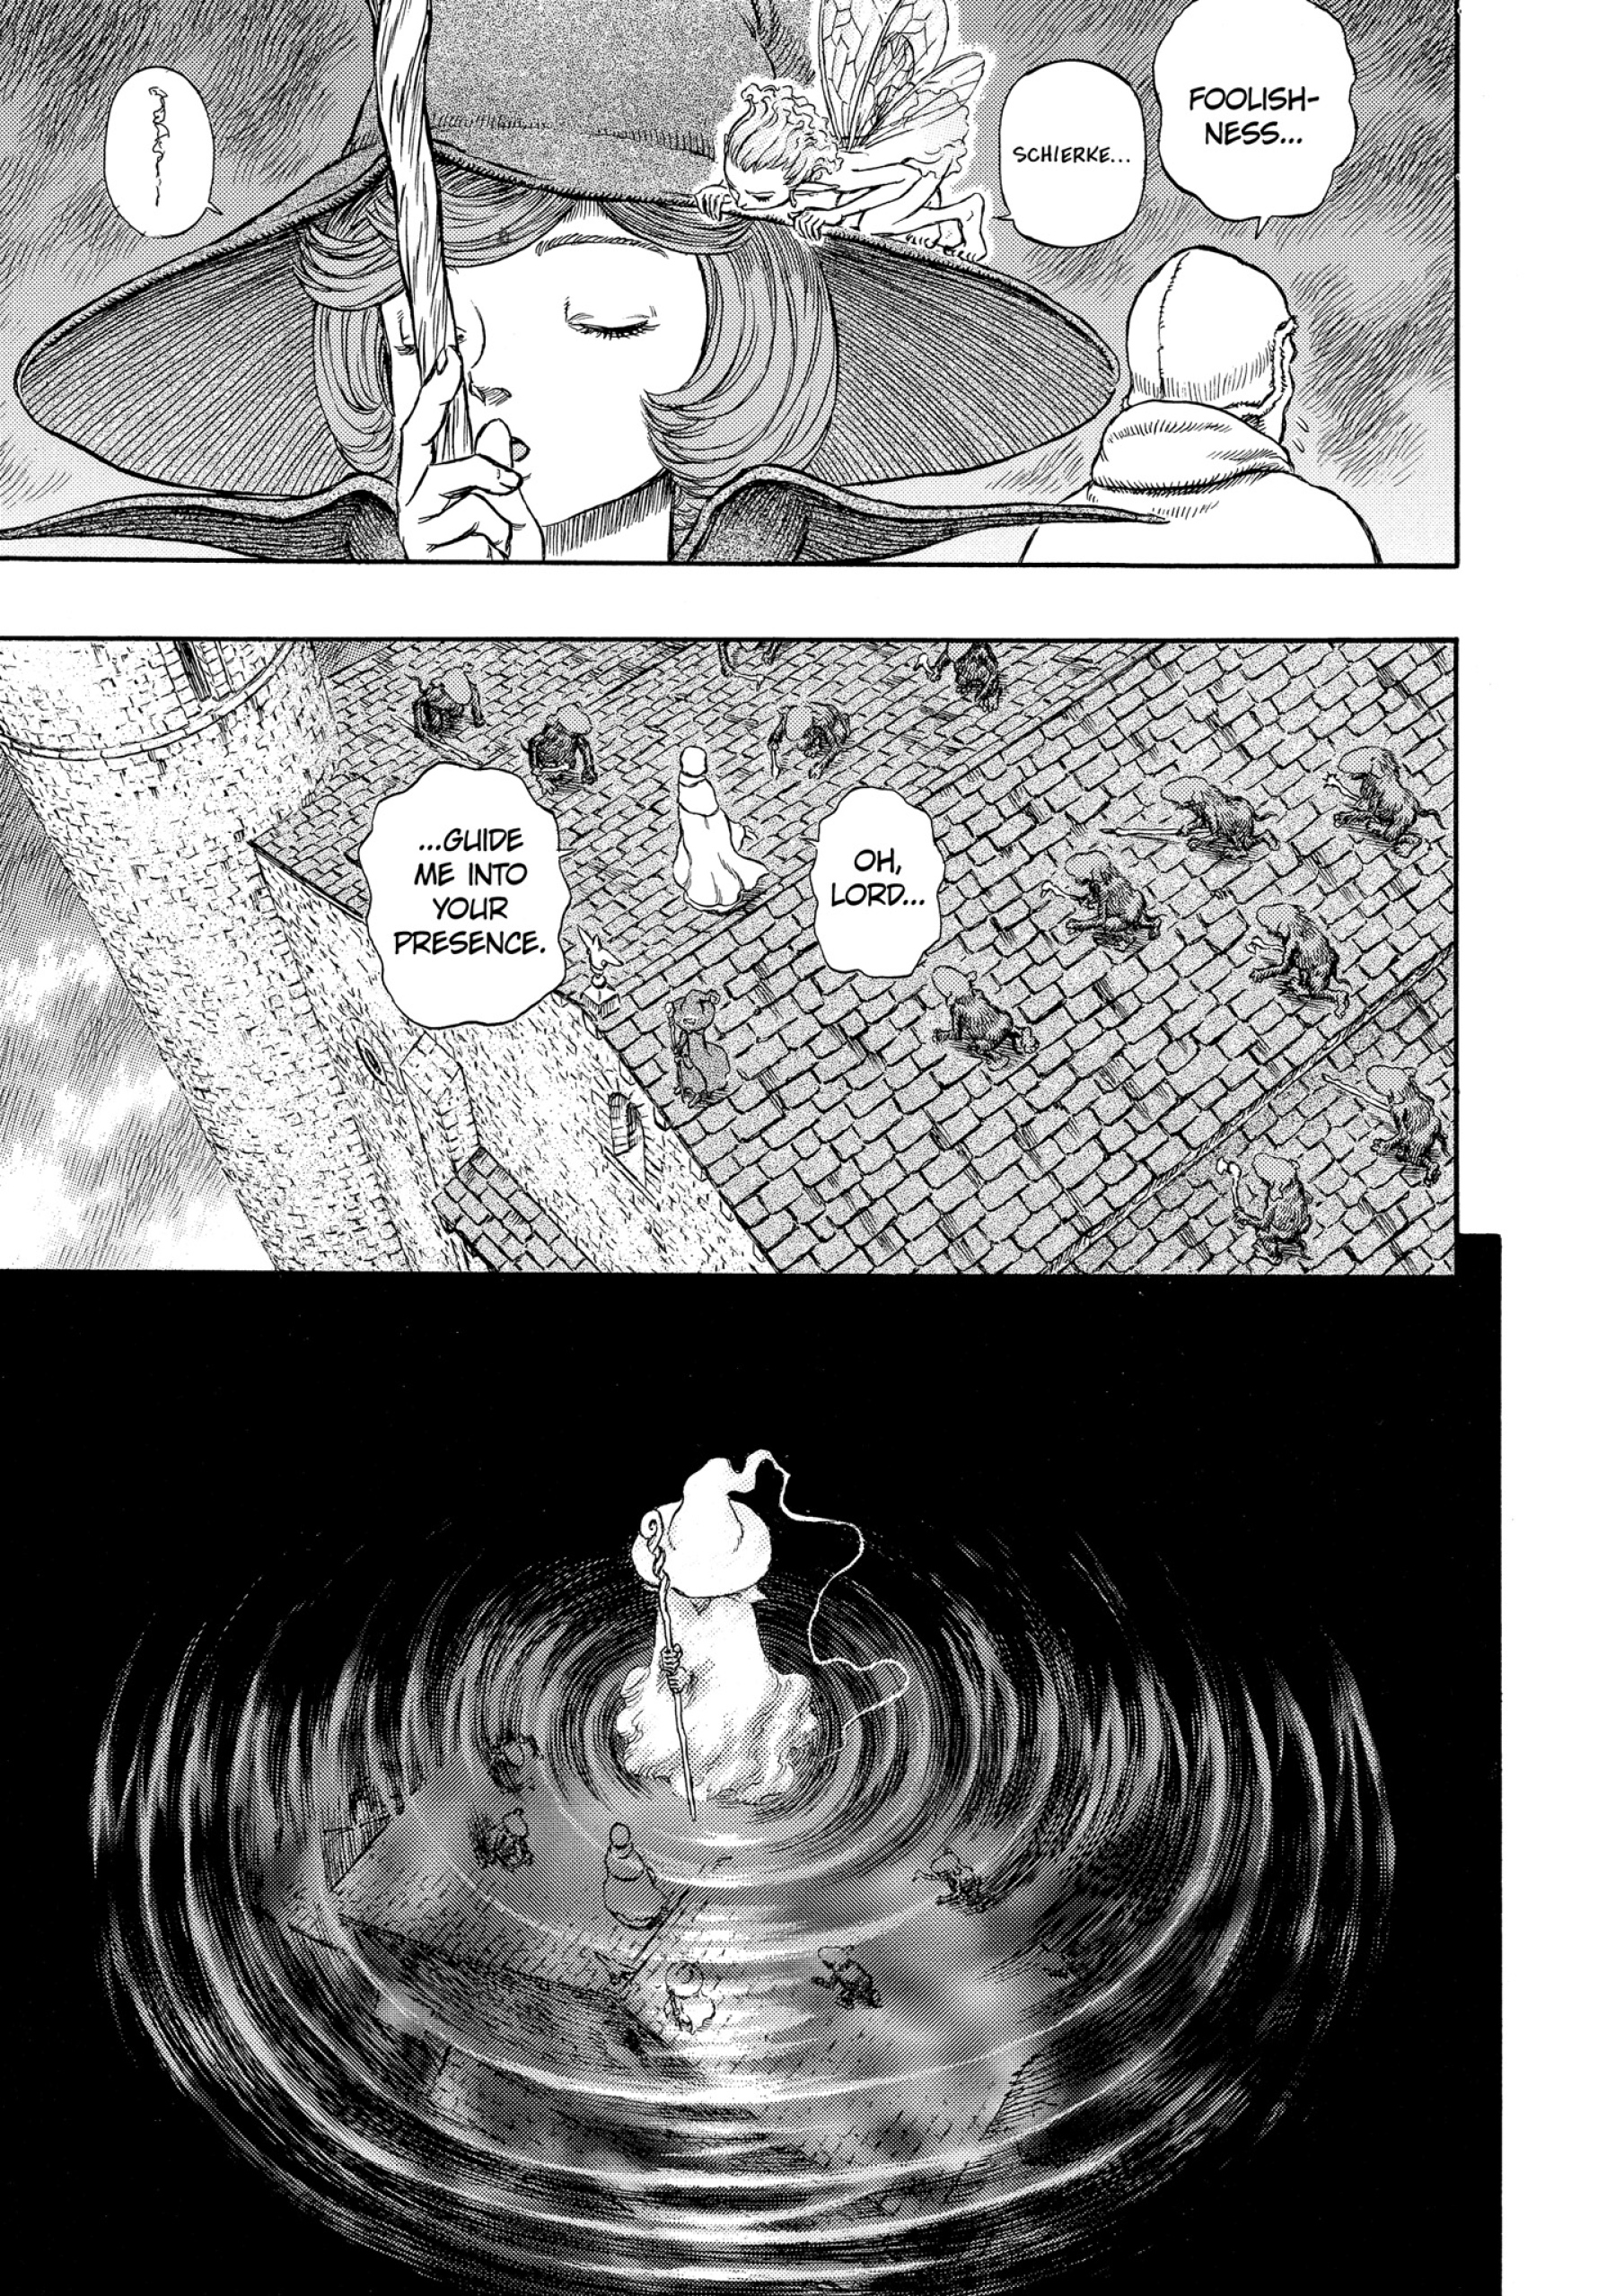 FOOLISH-
NESS...
SCHIERKE...
OH,
LORD...
...GUIDE
ME INTO
YOUR
PRESENCE.